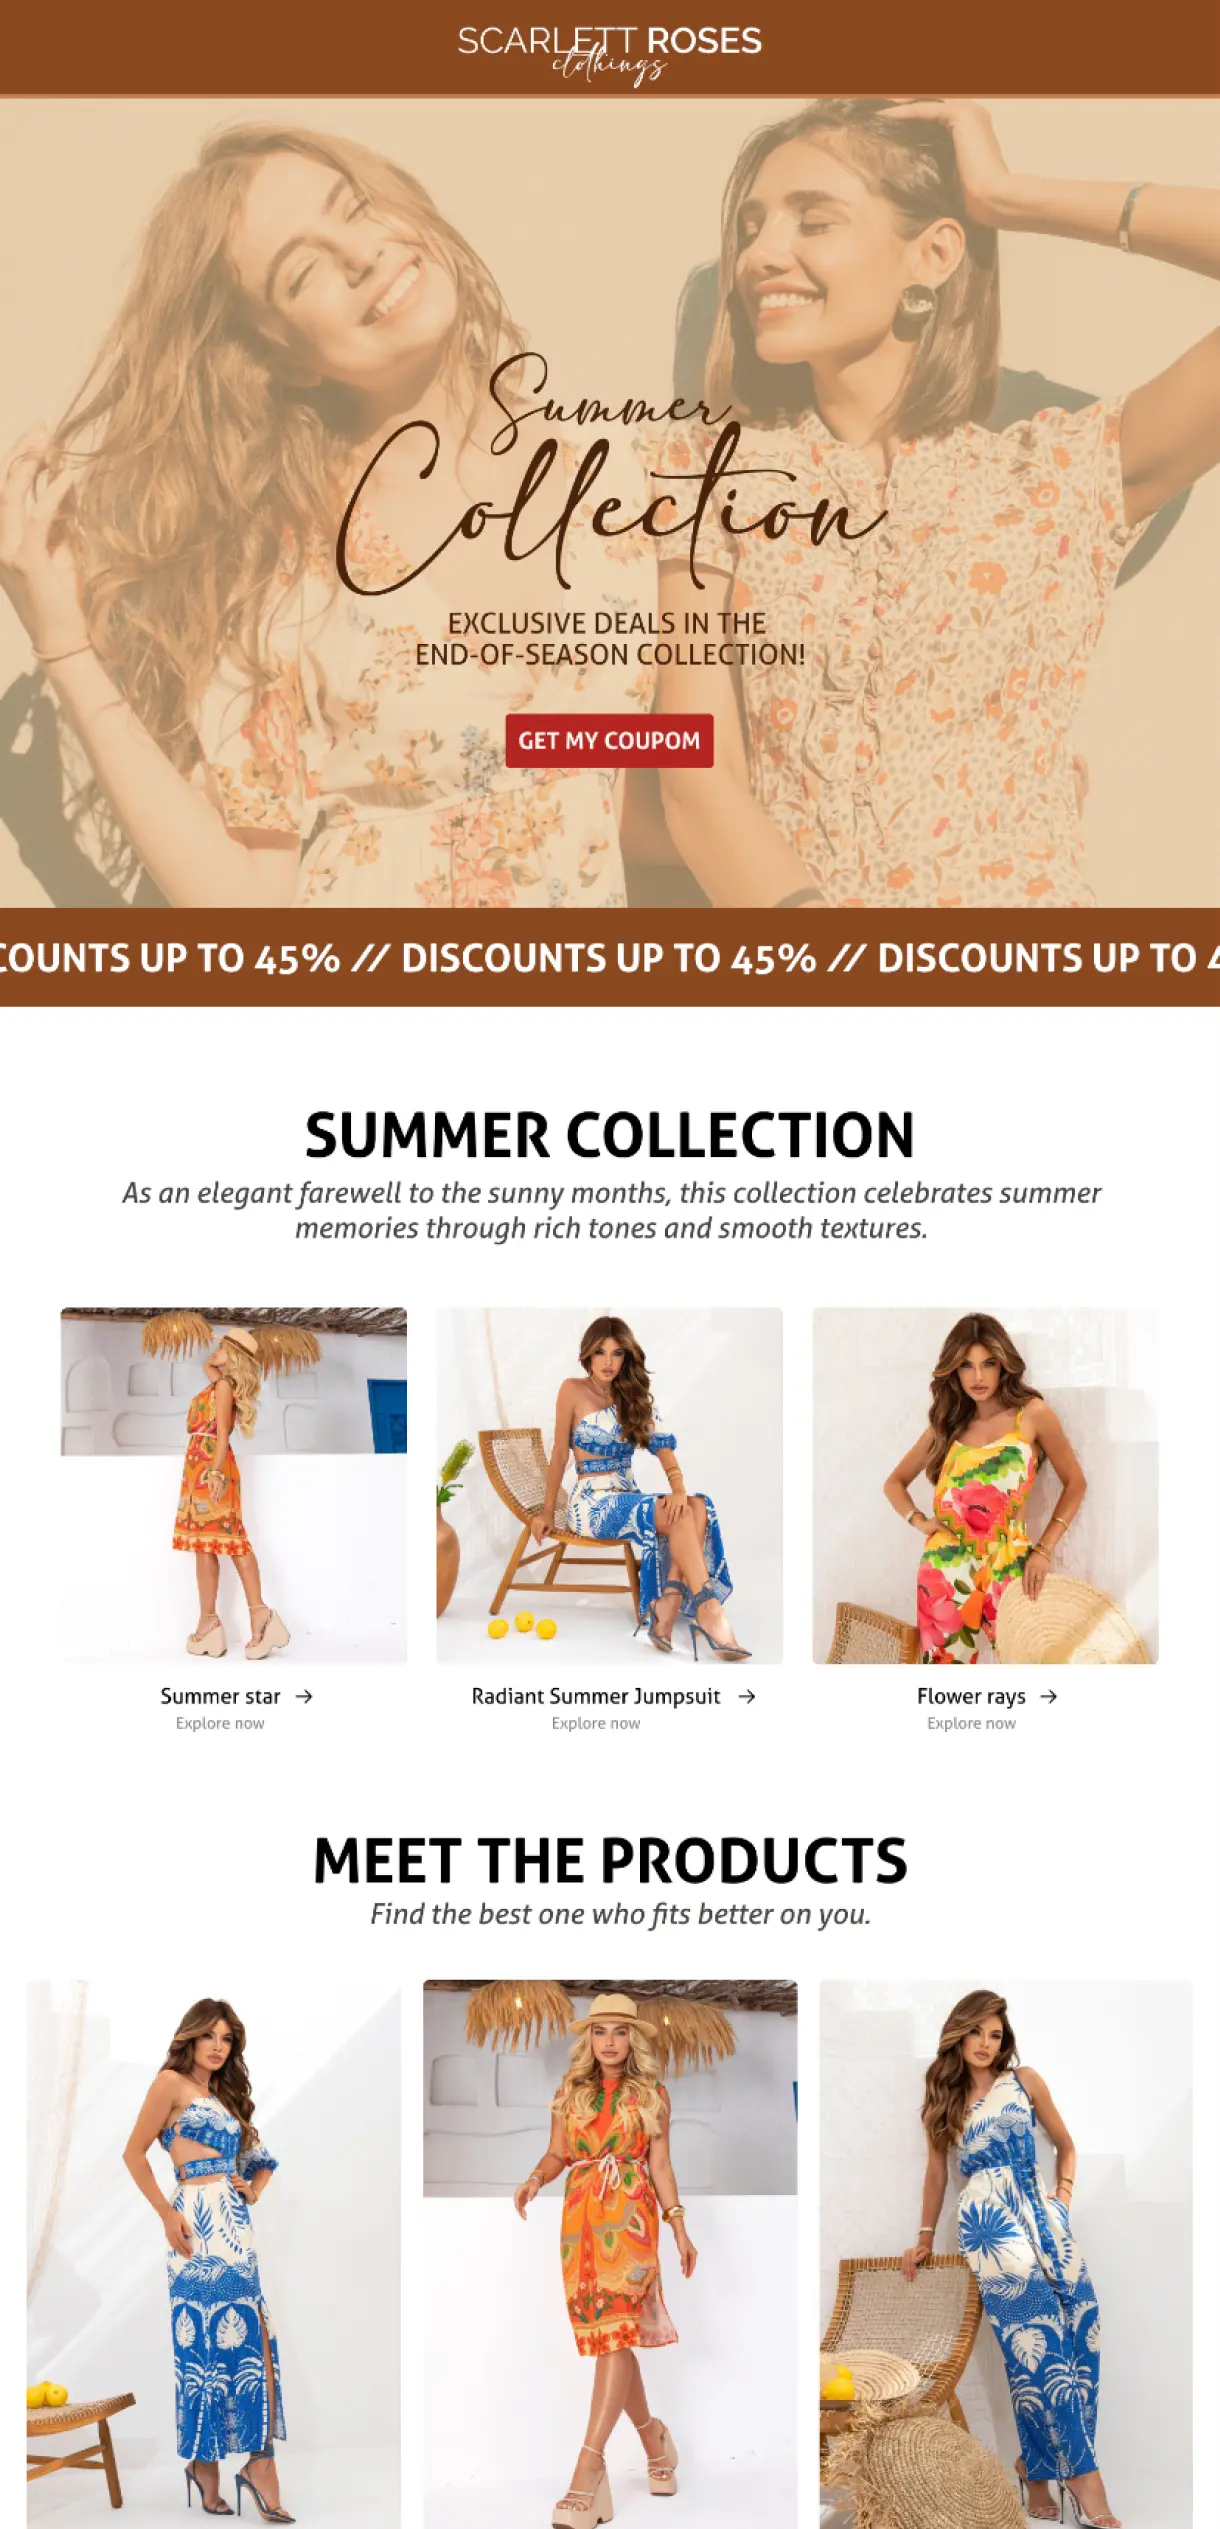 SCARLETT ROSES
clothings
Summer
Collection
EXCLUSIVE DEALS IN THE
END-OF-SEASON COLLECTION!
GET MY COUPOM
COUNTS UP TO 45% // DISCOUNTS UP TO 45% // DISCOUNTS UP TO 4
SUMMER COLLECTION
As an elegant farewell to the sunny months, this collection celebrates summer
memories through rich tones and smooth textures.
Summer star →
Explore now
Radiant Summer Jumpsuit →
Explore now
Flower rays →
Explore now
MEET THE PRODUCTS
Find the best one who fits better on you.